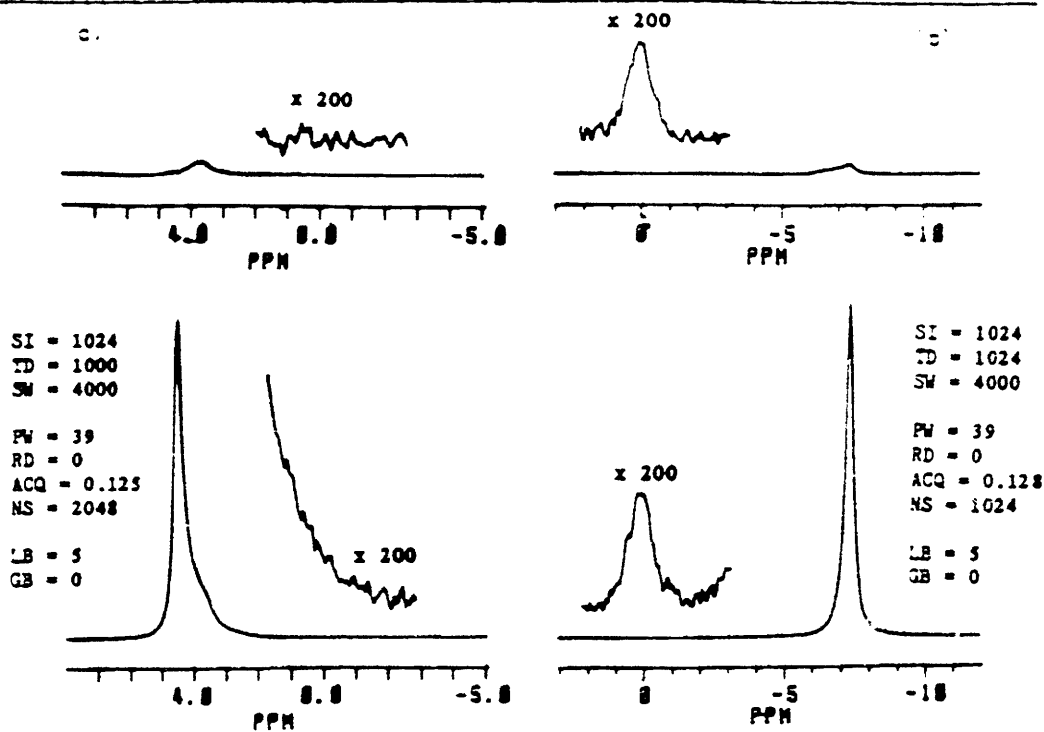 x 200
x 200
4.0 0.0 -5.0
PPM
0 -5 -10
PPM
SI = 1024
TD = 1000
SW = 4000
PW = 39
RD = 0
ACQ = 0.125
NS = 2048
LB = 5
GB = 0
x 200
x 200
SI = 1024
TD = 1024
SW = 4000
PW = 39
RD = 0
ACQ = 0.128
NS = 1024
LB = 5
GB = 0
4.0 0.0 -5.0
PPM
0 -5 -10
PPM